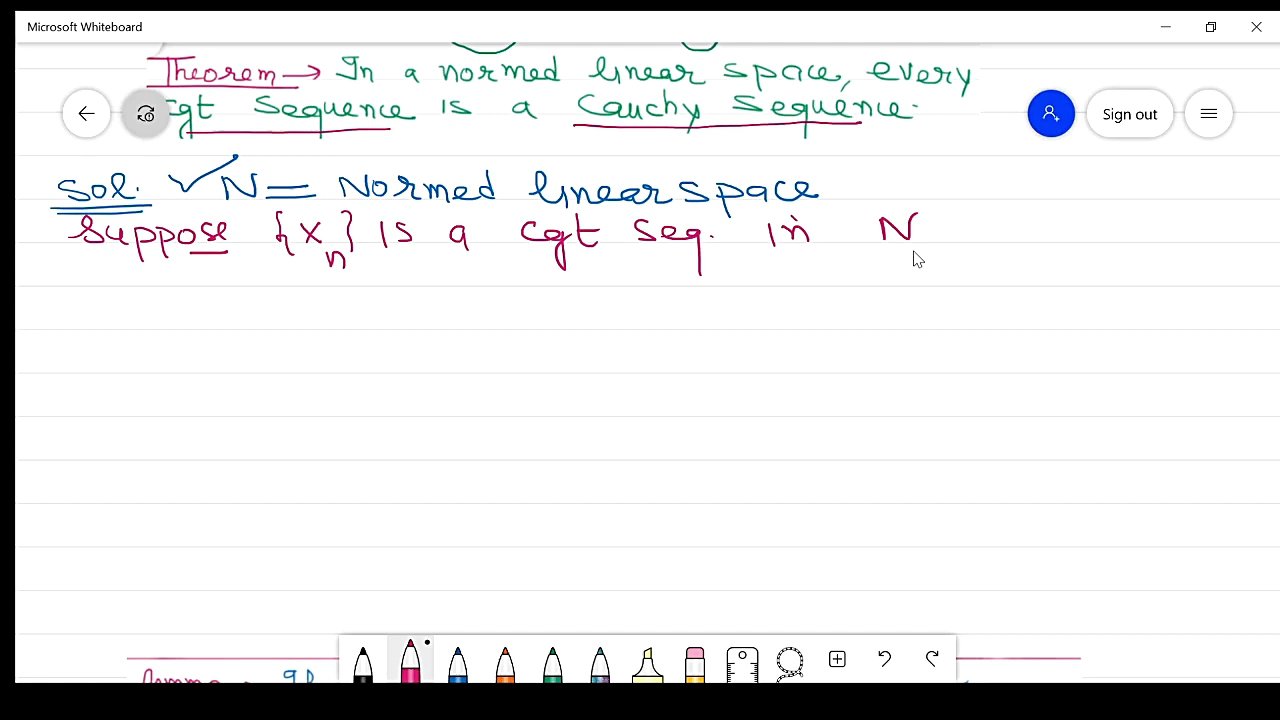 Microsoft Whiteboard
Theorem → In a normed linear space, every
cgt Sequence is a Cauchy Sequence.
Sign out
Sol. ✓ N = Normed linear space
Suppose {x_n} is a cgt seq. in N